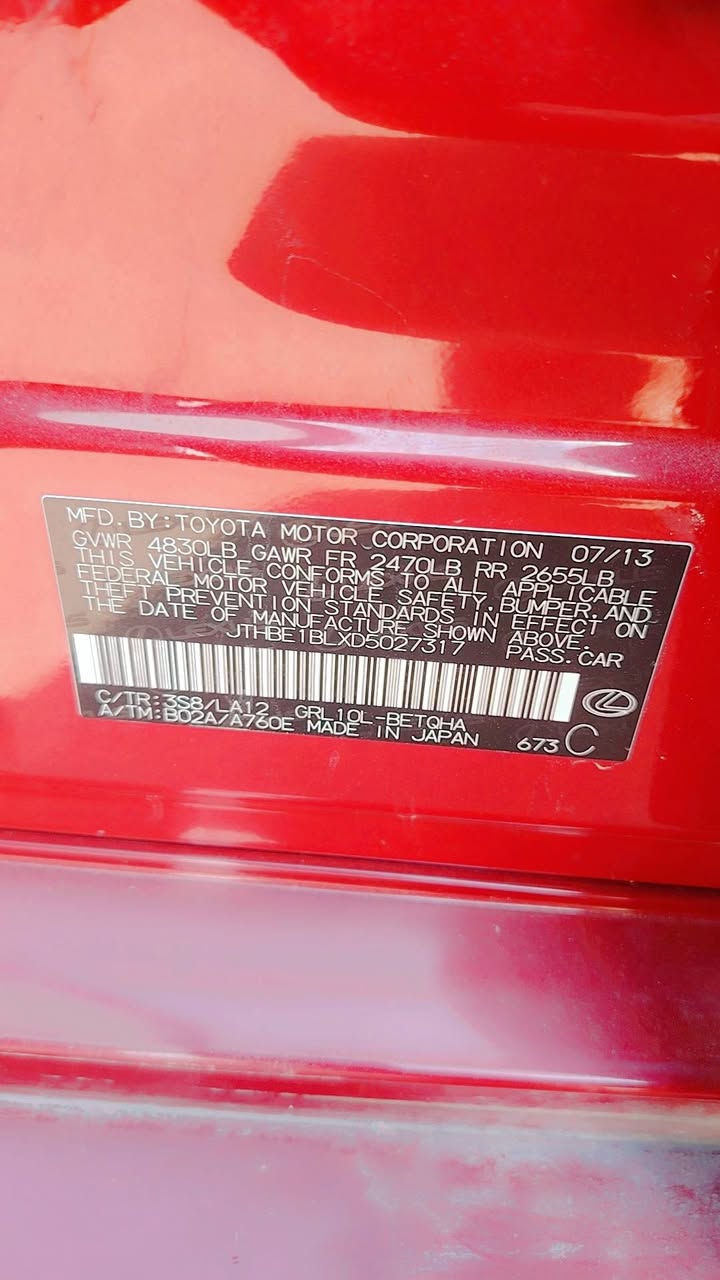 MFD. BY: TOYOTA MOTOR CORPORATION 07/13
GVWR 4830LB GAWR FR 2470LB RR 2655LB
THIS VEHICLE CONFORMS TO ALL APPLICABLE
FEDERAL MOTOR VEHICLE SAFETY, BUMPER, AND
THEFT PREVENTION STANDARDS IN EFFECT ON
THE DATE OF MANUFACTURE SHOWN ABOVE.
JTHBE1BLXD5027317 PASS. CAR
C/TR: 3S8/LA12 GRL10L-BETQHA
A/TM: B02A/A760E MADE IN JAPAN 673 C